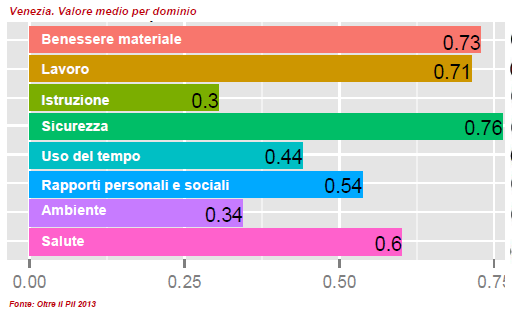 Venezia. Valore medio per dominio
Benessere materiale 0.73
Lavoro 0.71
Istruzione 0.3
Sicurezza 0.76
Uso del tempo 0.44
Rapporti personali e sociali 0.54
Ambiente 0.34
Salute 0.6
0.00 0.25 0.50 0.75
Fonte: Oltre il Pil 2013